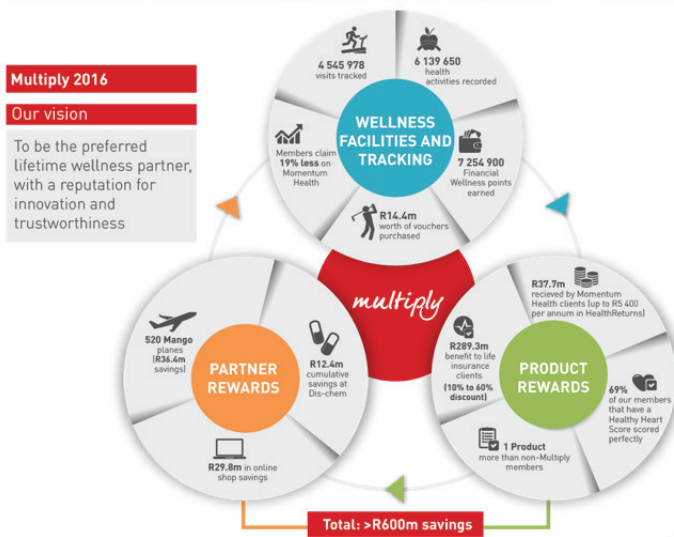 Multiply 2016
Our vision
To be the preferred
lifetime wellness partner,
with a reputation for
innovation and
trustworthiness
4 545 978
visits tracked
6 139 650
health
activities recorded
WELLNESS
FACILITIES AND
TRACKING
Members claim
19% less on
Momentum
Health
7 254 900
Financial
Wellness points
earned
R14.4m
worth of vouchers
purchased
multiply
520 Mango
planes
(R36.4m
savings)
PARTNER
REWARDS
R12.4m
cumulative
savings at
Dis-chem
R29.8m in online
shop savings
R37.7m
recieved by Momentum
Health clients (up to R5 400
per annum in HealthReturns)
R289.3m
benefit to life
insurance
clients
(10% to 60%
discount)
PRODUCT
REWARDS
69%
of our members
that have a
Healthy Heart
Score scored
perfectly
1 Product
more than non-Multiply
members
Total: >R600m savings